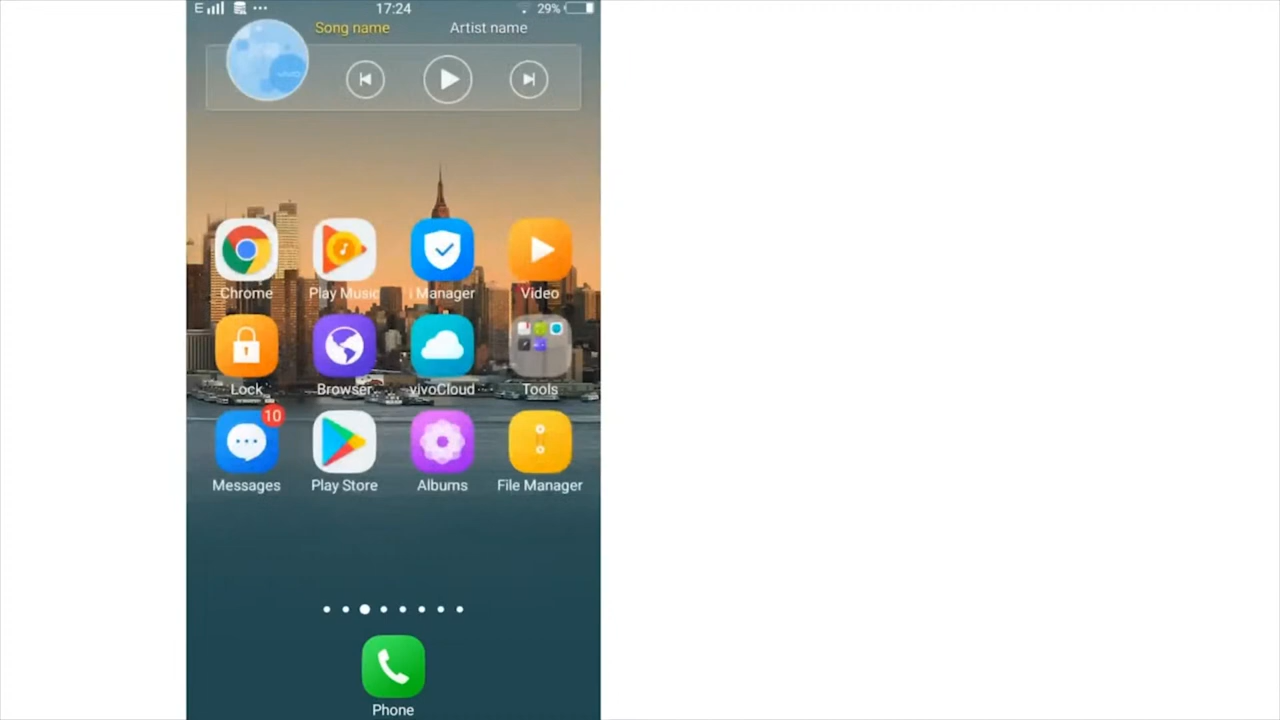 E 17:24 29%
Song name Artist name
vivo
Chrome Play Music i Manager Video
Lock Browser vivoCloud Tools
10
Messages Play Store Albums File Manager
Phone